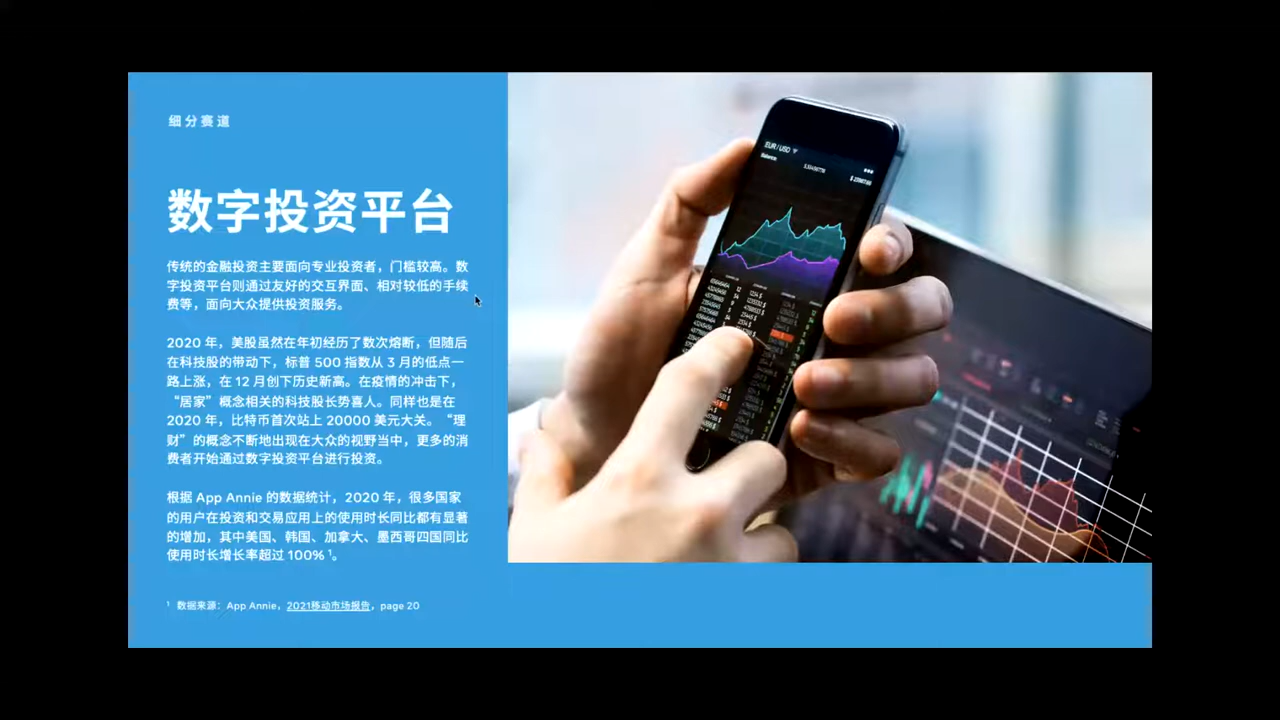 细分赛道
数字投资平台
传统的金融投资主要面向专业投资者，门槛较高。数
字投资平台则通过友好的交互界面、相对较低的手续
费等，面向大众提供投资服务。
2020 年，美股虽然在年初经历了数次熔断，但随后
在科技股的带动下，标普 500 指数从 3 月的低点一
路上涨，在 12 月创下历史新高。在疫情的冲击下，
“居家”概念相关的科技股长势喜人。同样也是在
2020 年，比特币首次站上 20000 美元大关。“理
财”的概念不断地出现在大众的视野当中，更多的消
费者开始通过数字投资平台进行投资。
根据 App Annie 的数据统计，2020 年，很多国家
的用户在投资和交易应用上的使用时长同比都有显著
的增加，其中美国、韩国、加拿大、墨西哥四国同比
使用时长增长率超过 100% ¹。
¹ 数据来源：App Annie，2021移动市场报告，page 20
EUR / USD
Balance: